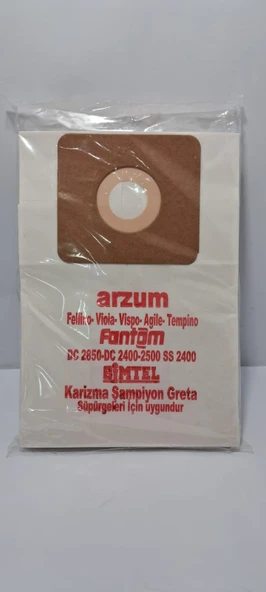 arzum
Fellino- Viola- Vispo- Agile- Tempino
Fantom
DC 2850-DC 2400-2500 SS 2400
SİMTEL
Karizma Şampiyon Greta
Süpürgeleri İçin uygundur